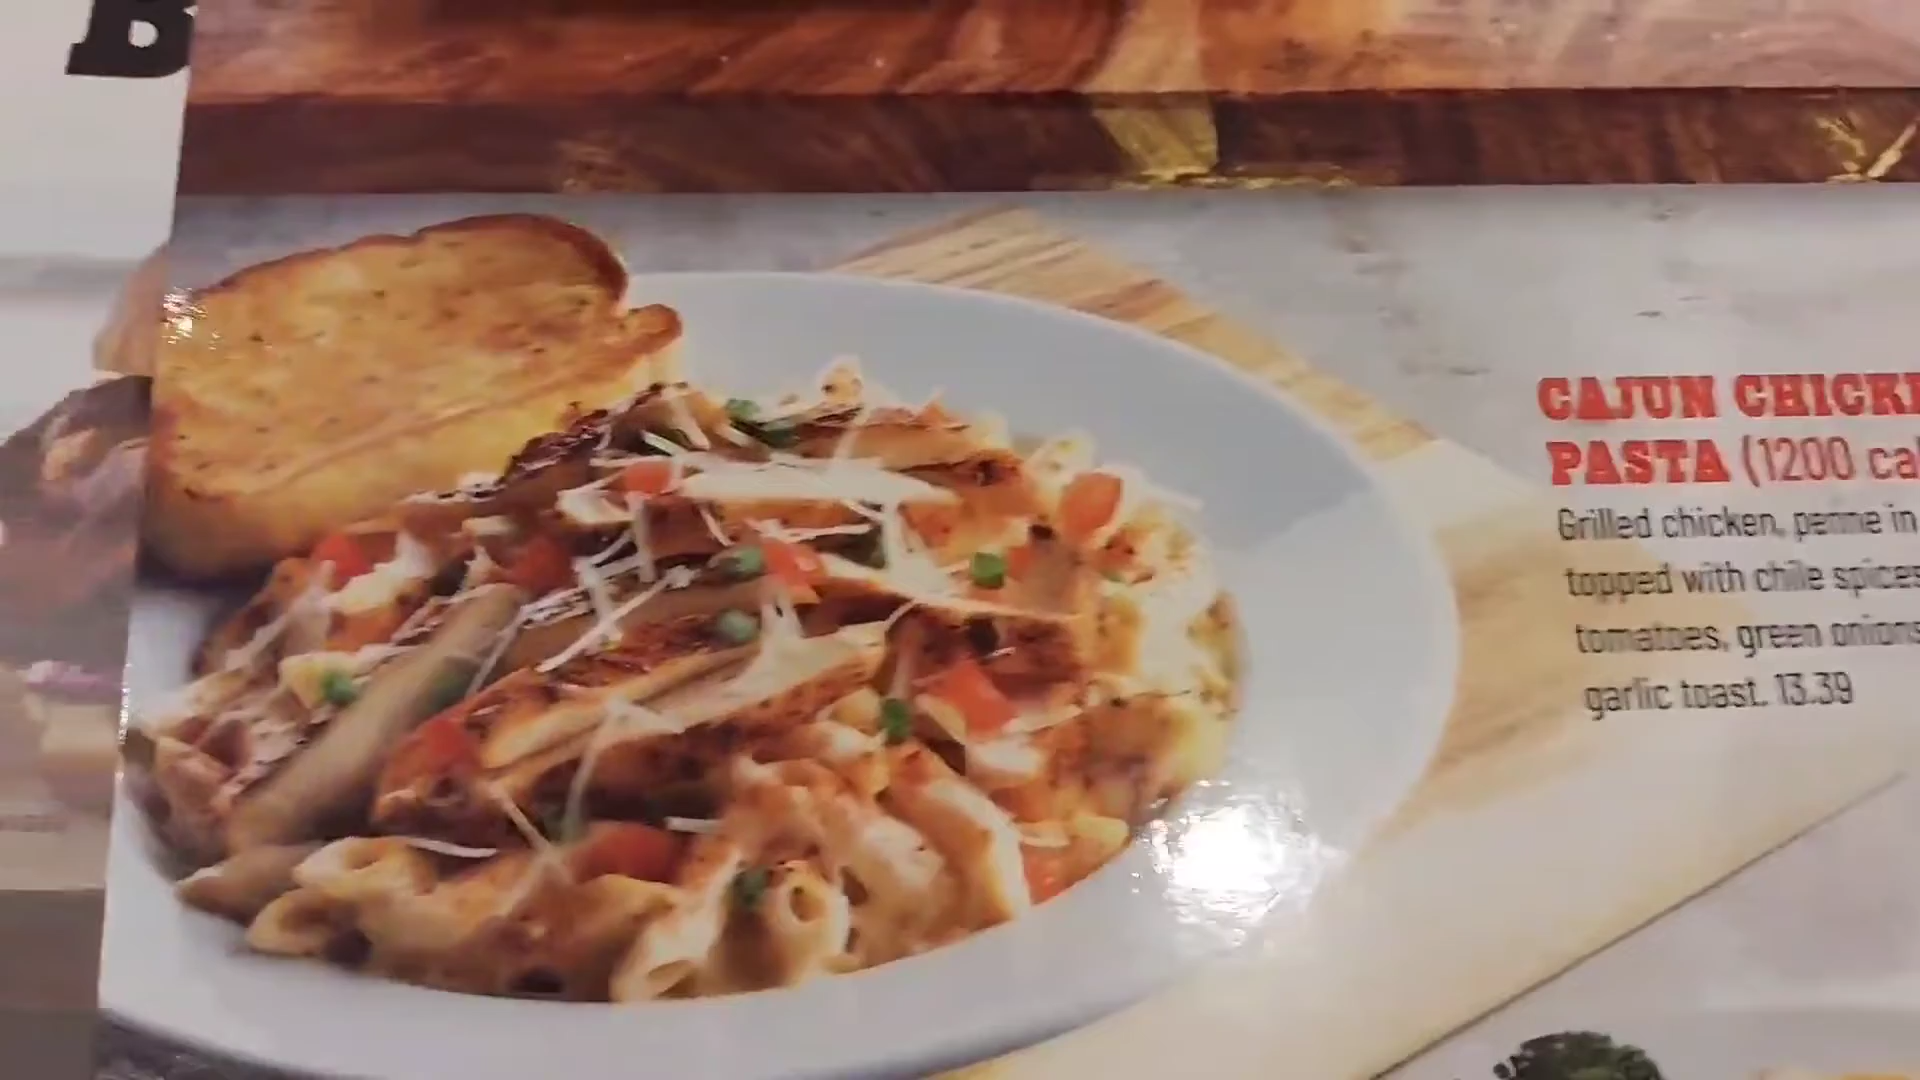 B
CAJUN CHICK
PASTA (1200 cal
Grilled chicken, penne in
topped with chile spices
tomatoes, green onions
garlic toast. 13.39